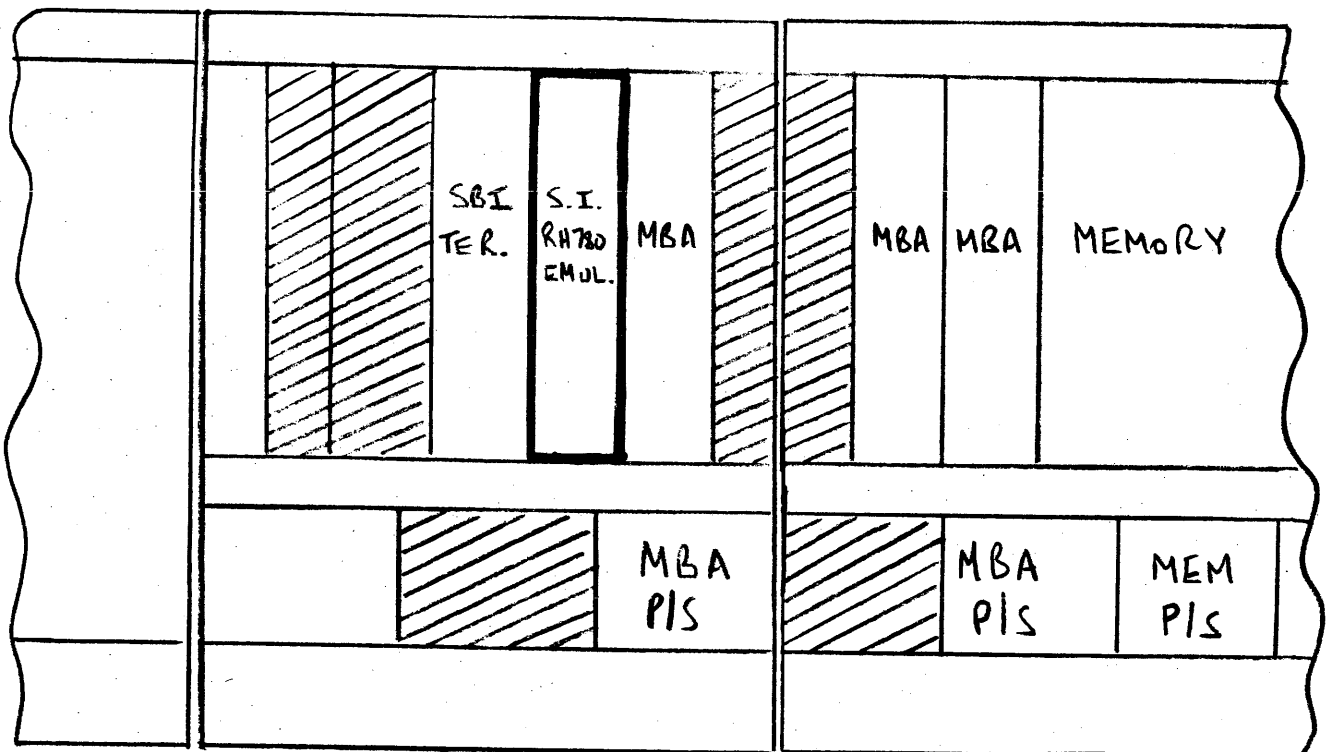 SBI
TER.
S.I.
RH780
EMUL.
MBA
MBA
MBA
MEMORY
MBA
P/S
MBA
P/S
MEM
P/S